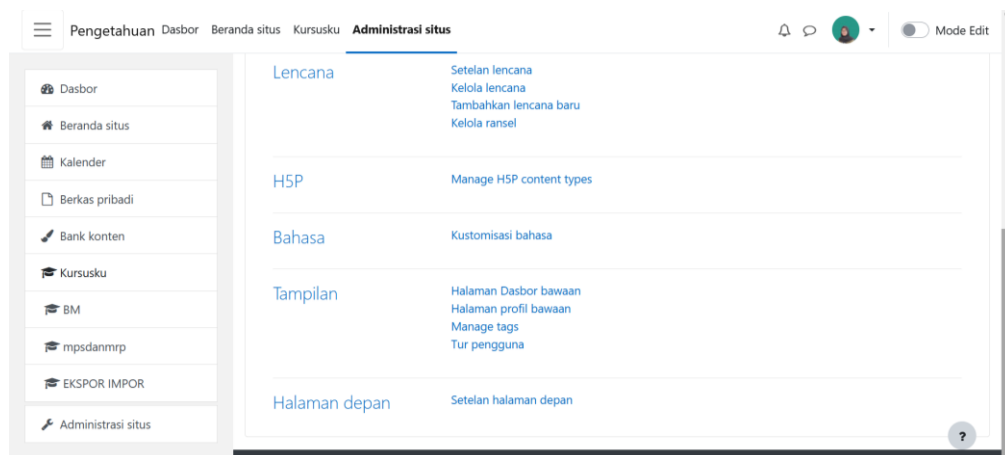 Pengetahuan Dasbor Beranda situs Kursusku Administrasi situs Mode Edit
Dasbor
Beranda situs
Kalender
Berkas pribadi
Bank konten
Kursusku
BM
mpsdanmrp
EKSPOR IMPOR
Administrasi situs
Lencana
Setelan lencana
Kelola lencana
Tambahkan lencana baru
Kelola ransel
H5P
Manage H5P content types
Bahasa
Kustomisasi bahasa
Tampilan
Halaman Dasbor bawaan
Halaman profil bawaan
Manage tags
Tur pengguna
Halaman depan
Setelan halaman depan
?